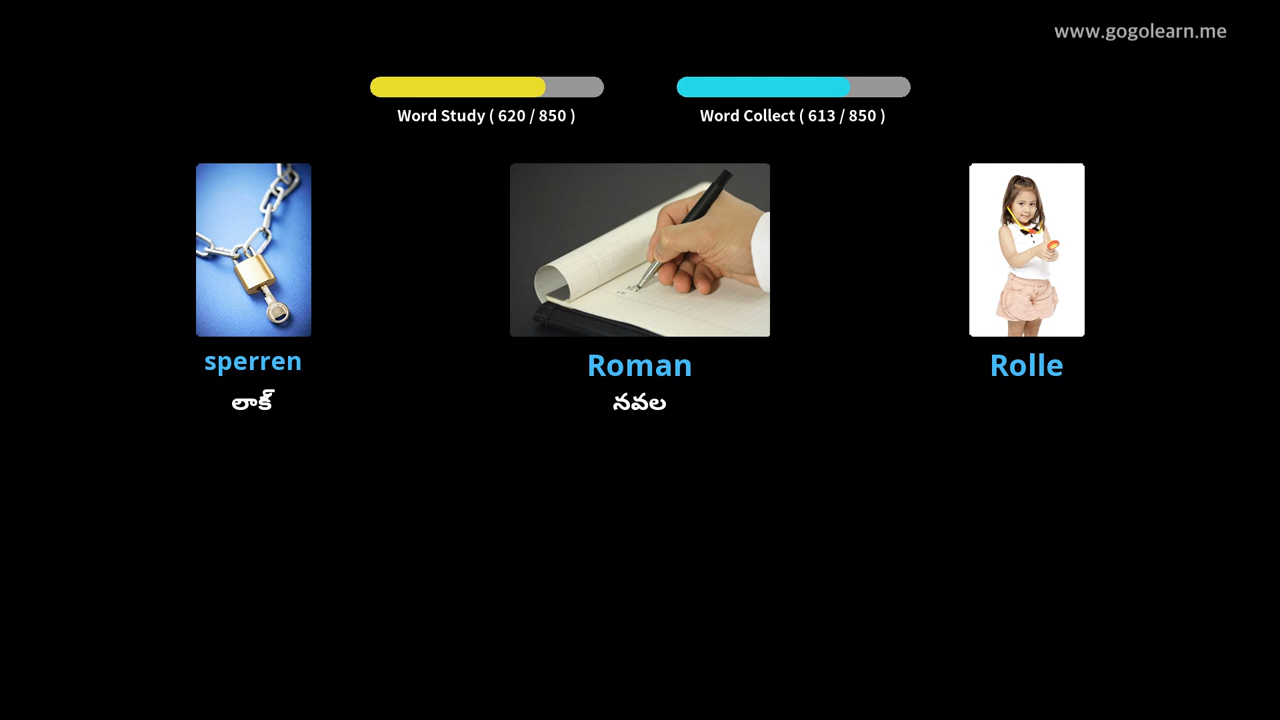 www.gogolearn.me
Word Study ( 620 / 850 )
Word Collect ( 613 / 850 )
sperren
Roman
Rolle
లాక్
నవల